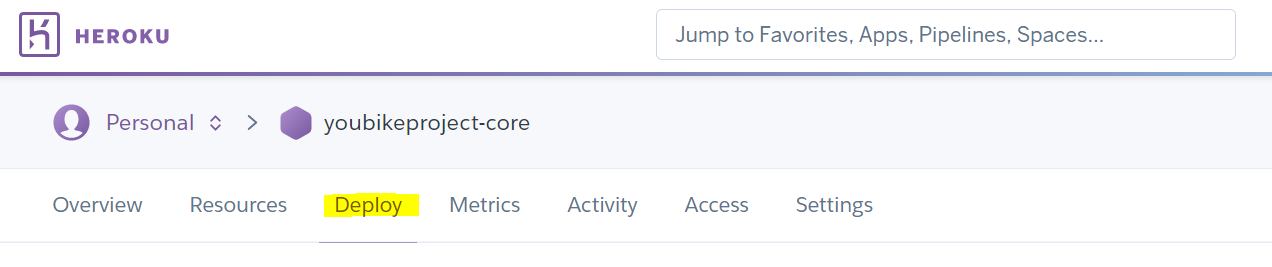 HEROKU Jump to Favorites, Apps, Pipelines, Spaces...
Personal > youbikeproject-core
Overview Resources Deploy Metrics Activity Access Settings